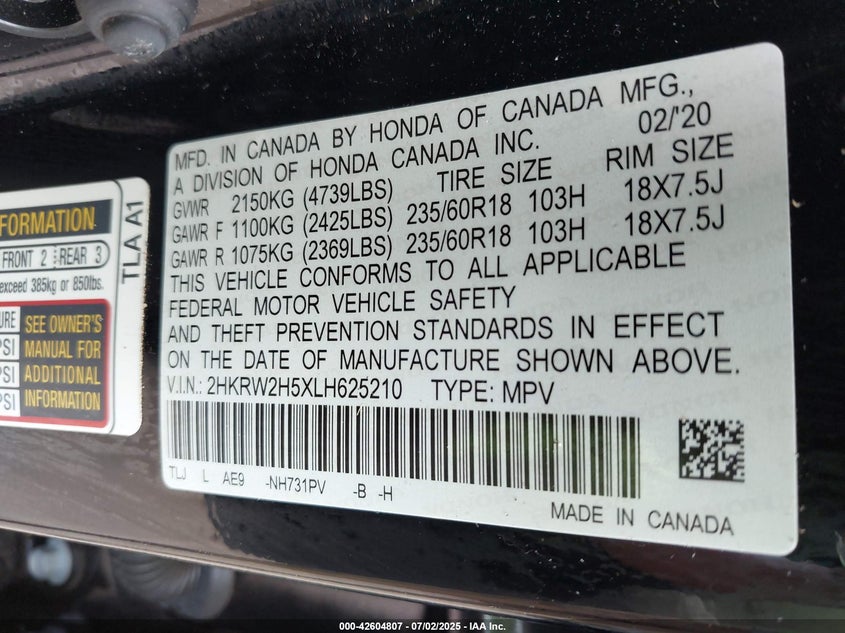 MFD. IN CANADA BY HONDA OF CANADA MFG.,
A DIVISION OF HONDA CANADA INC. 02/'20
GVWR 2150KG (4739LBS) TIRE SIZE RIM SIZE
GAWR F 1100KG (2425LBS) 235/60R18 103H 18X7.5J
GAWR R 1075KG (2369LBS) 235/60R18 103H 18X7.5J
THIS VEHICLE CONFORMS TO ALL APPLICABLE
FEDERAL MOTOR VEHICLE SAFETY
AND THEFT PREVENTION STANDARDS IN EFFECT
ON THE DATE OF MANUFACTURE SHOWN ABOVE.
V.I.N.: 2HKRW2H5XLH625210 TYPE: MPV
TLJ L AE9 -NH731PV -B -H
MADE IN CANADA
FORMATION
FRONT 2 REAR 3
exceed 385kg or 850lbs.
TLA A1
SEE OWNER'S
PSI MANUAL FOR
PSI ADDITIONAL
PSI INFORMATION
000-42604807 - 07/02/2025 - IAA Inc.